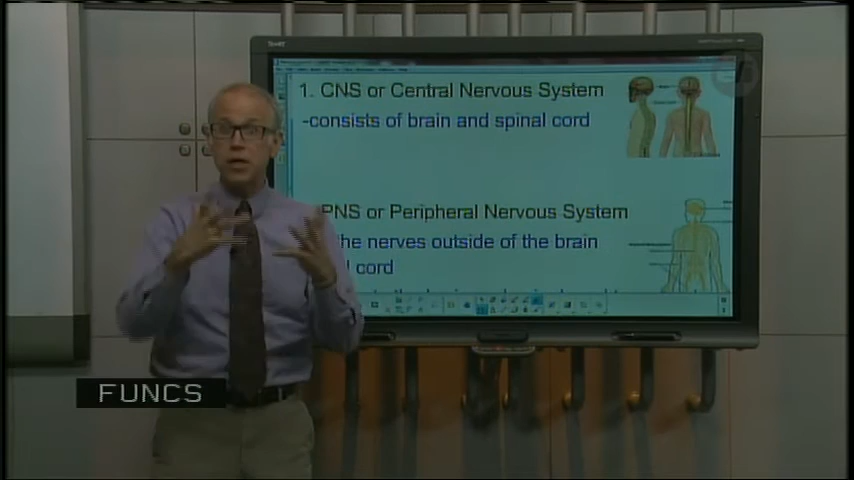 1. CNS or Central Nervous System
-consists of brain and spinal cord
PNS or Peripheral Nervous System
the nerves outside of the brain
cord
FUNCS